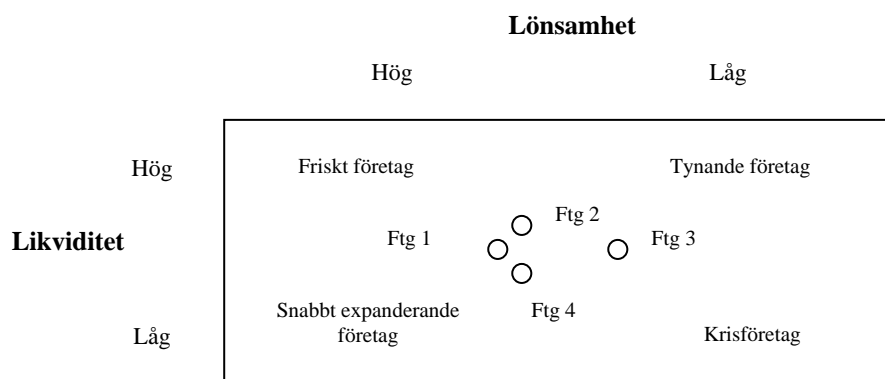 Lönsamhet
Hög Låg
Hög Friskt företag Tynande företag
Ftg 2
Likviditet Ftg 1 Ftg 3
Snabbt expanderande Ftg 4
Låg företag Krisföretag